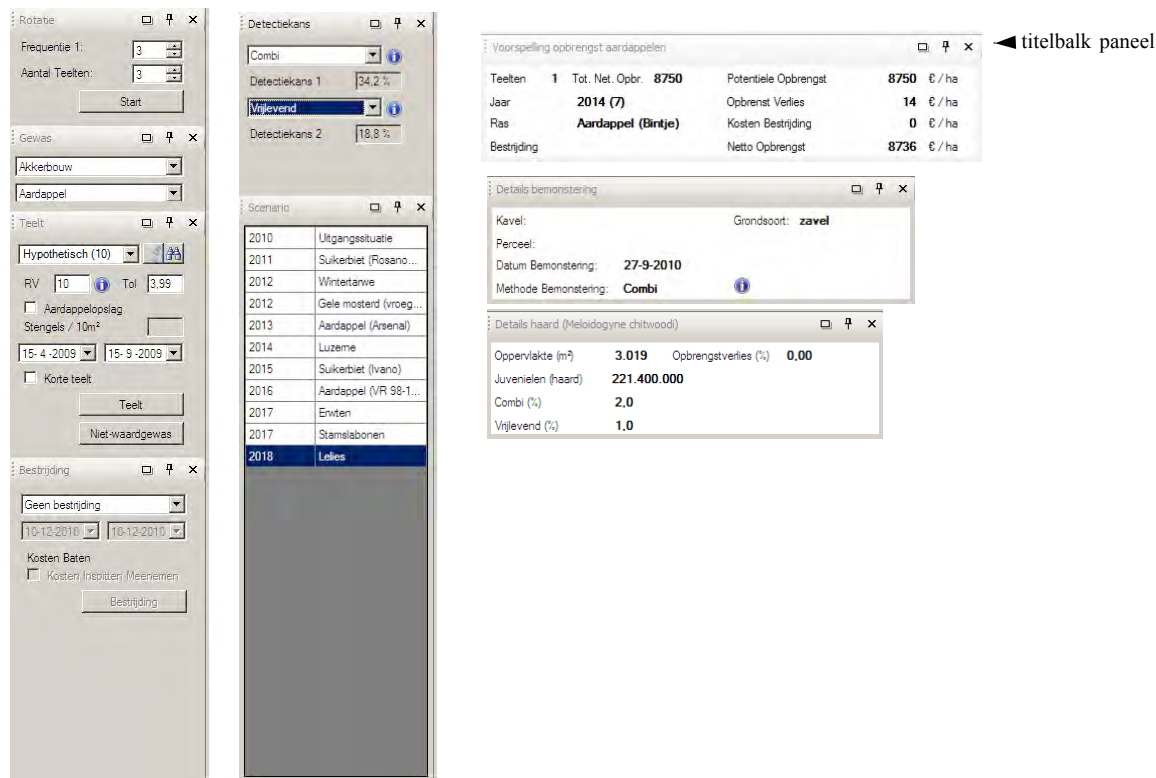 Rotatie
Frequentie 1: 3
Aantal Teelten: 3
Start
Gewas
Akkerbouw
Aardappel
Teelt
Hypothetisch (10)
RV 10 Tol 3,99
Aardappelopslag
Stengels / 10m²
15- 4 -2009 15- 9 -2009
Korte teelt
Teelt
Niet-waardgewas
Bestrijding
Geen bestrijding
10-12-2010 10-12-2010
Kosten Baten
Kosten Inspitten Meenemen
Bestrijding
Detectiekans
Combi
Detectiekans 1 34,2 %
Vrijlevend
Detectiekans 2 18,8 %
Scenario
2010 Uitgangssituatie
2011 Suikerbiet (Rosano...
2012 Wintertarwe
2012 Gele mosterd (vroeg...
2013 Aardappel (Arsenal)
2014 Luzerne
2015 Suikerbiet (Ivano)
2016 Aardappel (VR 98-1...
2017 Erwten
2017 Stamslabonen
2018 Lelies
Voorspelling opbrengst aardappelen
Teelten 1 Tot. Net. Opbr. 8750 Potentiele Opbrengst 8750 € / ha
Jaar 2014 (7) Opbrenst Verlies 14 € / ha
Ras Aardappel (Bintje) Kosten Bestrijding 0 € / ha
Bestrijding Netto Opbrengst 8736 € / ha
titelbalk paneel
Details bemonstering
Kavel: Grondsoort: zavel
Perceel:
Datum Bemonstering: 27-9-2010
Methode Bemonstering: Combi
Details haard (Meloidogyne chitwoodi)
Oppervlakte (m²) 3.019 Opbrengstverlies (%) 0,00
Juvenielen (haard) 221.400.000
Combi (%) 2,0
Vrijlevend (%) 1,0